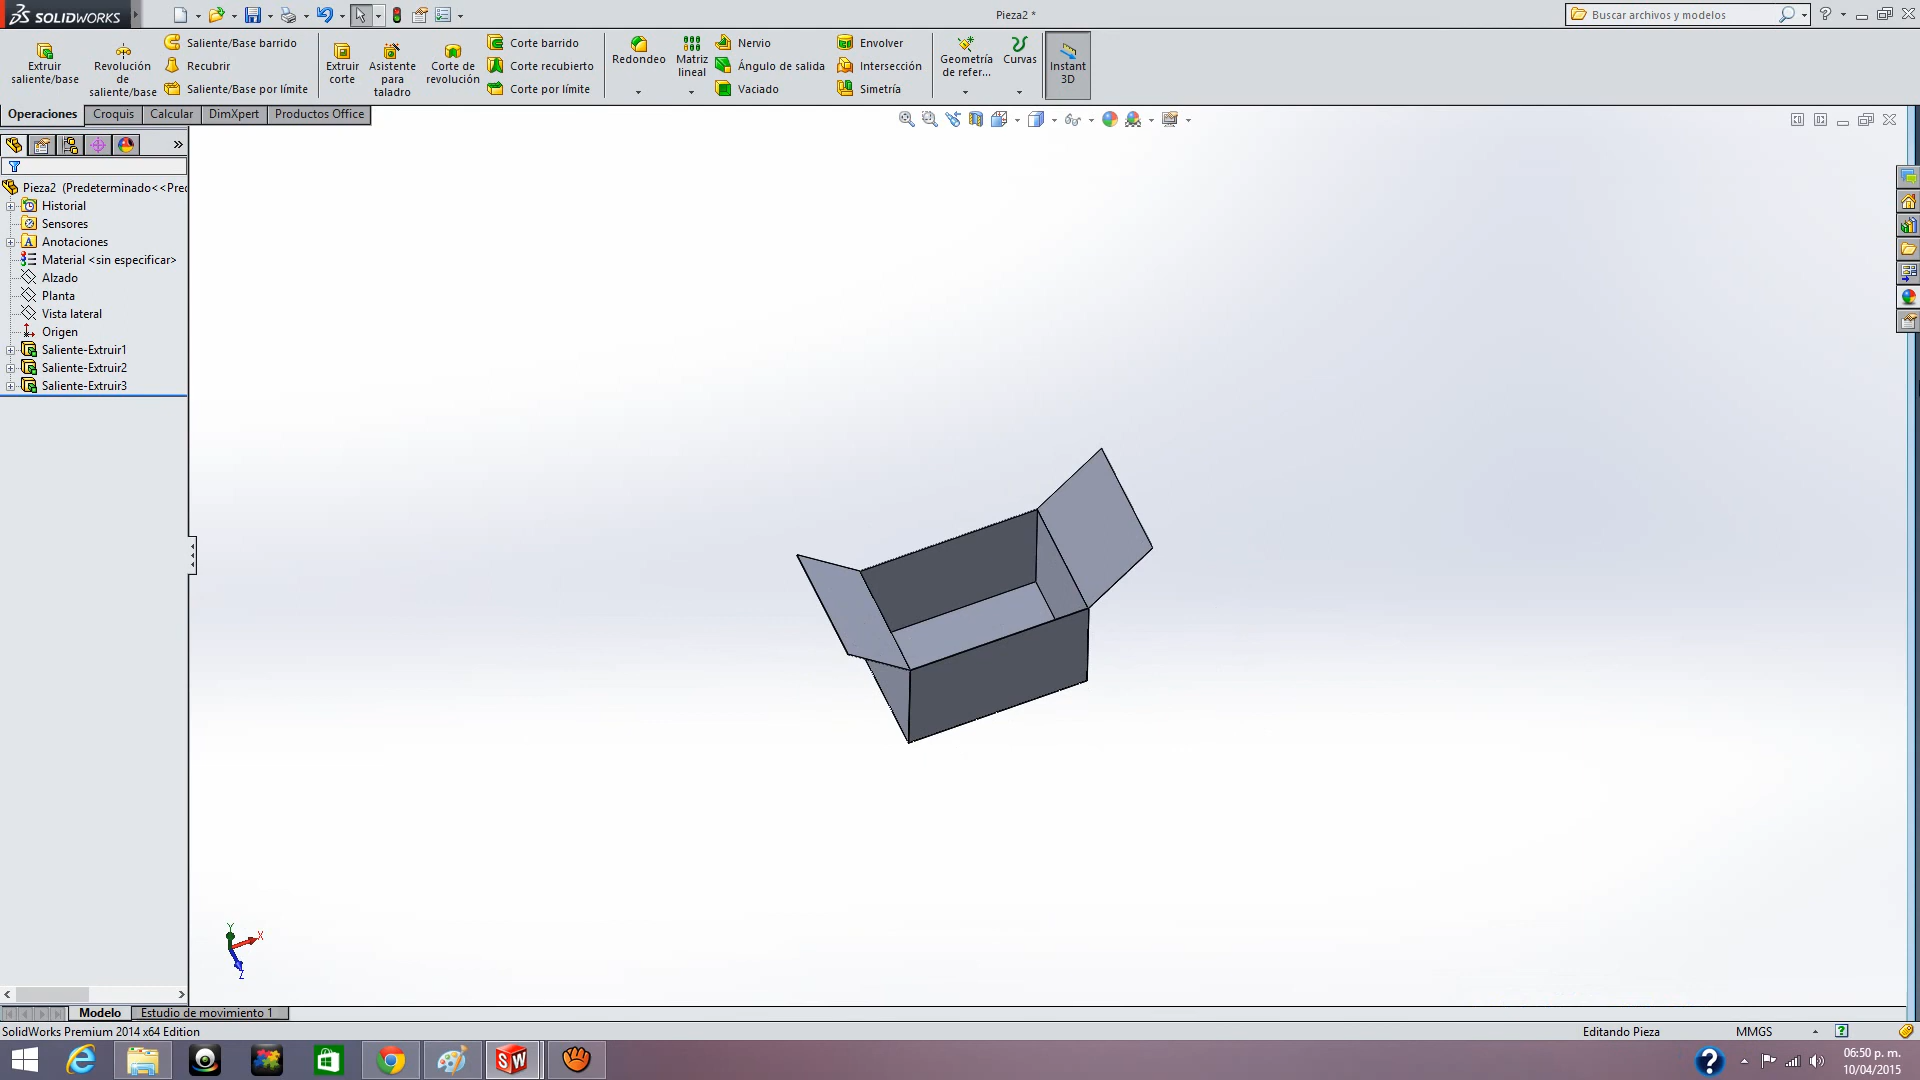 SOLIDWORKS
Pieza2 *
Buscar archivos y modelos
Extruir saliente/base
Revolución de saliente/base
Saliente/Base barrido
Recubrir
Saliente/Base por límite
Extruir corte
Asistente para taladro
Corte de revolución
Corte barrido
Corte recubierto
Corte por límite
Redondeo
Matriz lineal
Nervio
Ángulo de salida
Vaciado
Envolver
Intersección
Simetría
Geometría de refer...
Curvas
Instant 3D
Operaciones
Croquis
Calcular
DimXpert
Productos Office
Pieza2 (Predeterminado<<Pred
Historial
Sensores
Anotaciones
Material <sin especificar>
Alzado
Planta
Vista lateral
Origen
Saliente-Extruir1
Saliente-Extruir2
Saliente-Extruir3
Y
X
Z
Modelo
Estudio de movimiento 1
SolidWorks Premium 2014 x64 Edition
Editando Pieza
MMGS
SW
06:50 p. m.
10/04/2015